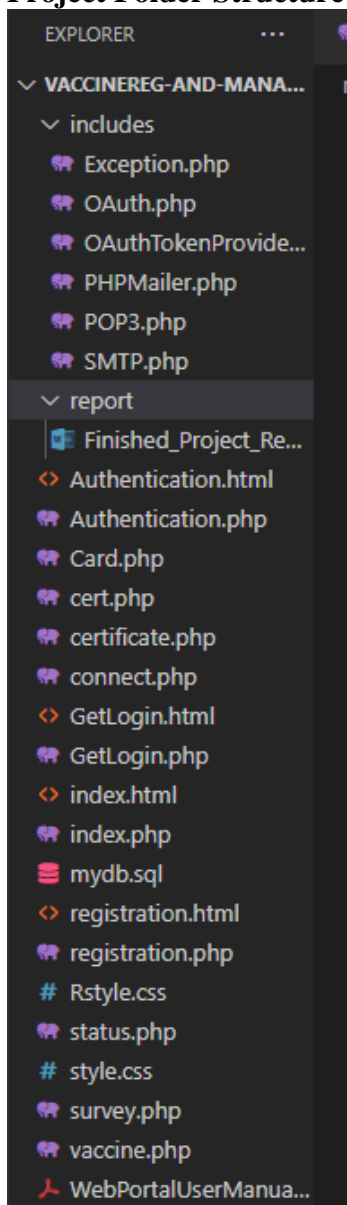 Project Folder Structure
EXPLORER ...
VACCINEREG-AND-MANA...
includes
Exception.php
OAuth.php
OAuthTokenProvide...
PHPMailer.php
POP3.php
SMTP.php
report
Finished_Project_Re...
Authentication.html
Authentication.php
Card.php
cert.php
certificate.php
connect.php
GetLogin.html
GetLogin.php
index.html
index.php
mydb.sql
registration.html
registration.php
# Rstyle.css
status.php
# style.css
survey.php
vaccine.php
WebPortalUserManua...